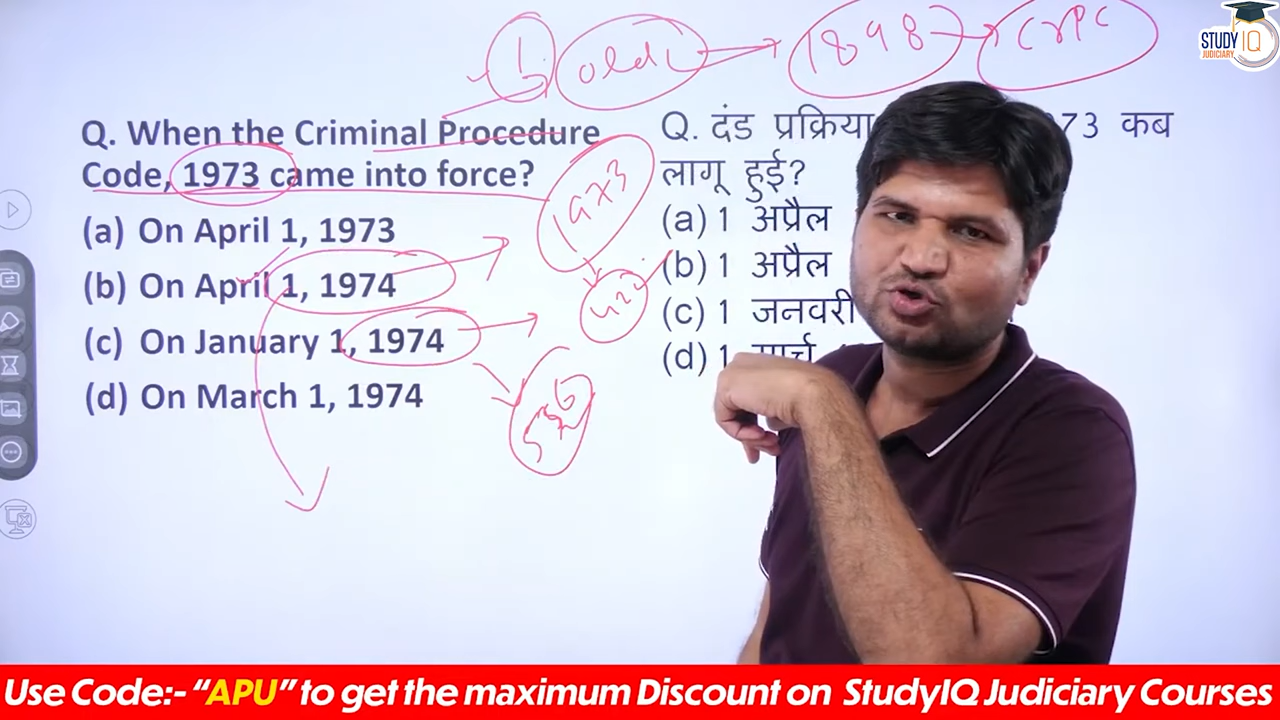 STUDY IQ
JUDICIARY
1
old
1898
crpc
Q. When the Criminal Procedure
Code, 1973 came into force?
(a) On April 1, 1973
(b) On April 1, 1974
(c) On January 1, 1974
(d) On March 1, 1974
1973
Q. दंड प्रक्रिया 73 कब
लागू हुई?
(a) 1 अप्रैल
(b) 1 अप्रैल
(c) 1 जनवरी
(d) 1 मार्च
Use Code:- “APU” to get the maximum Discount on StudyIQ Judiciary Courses